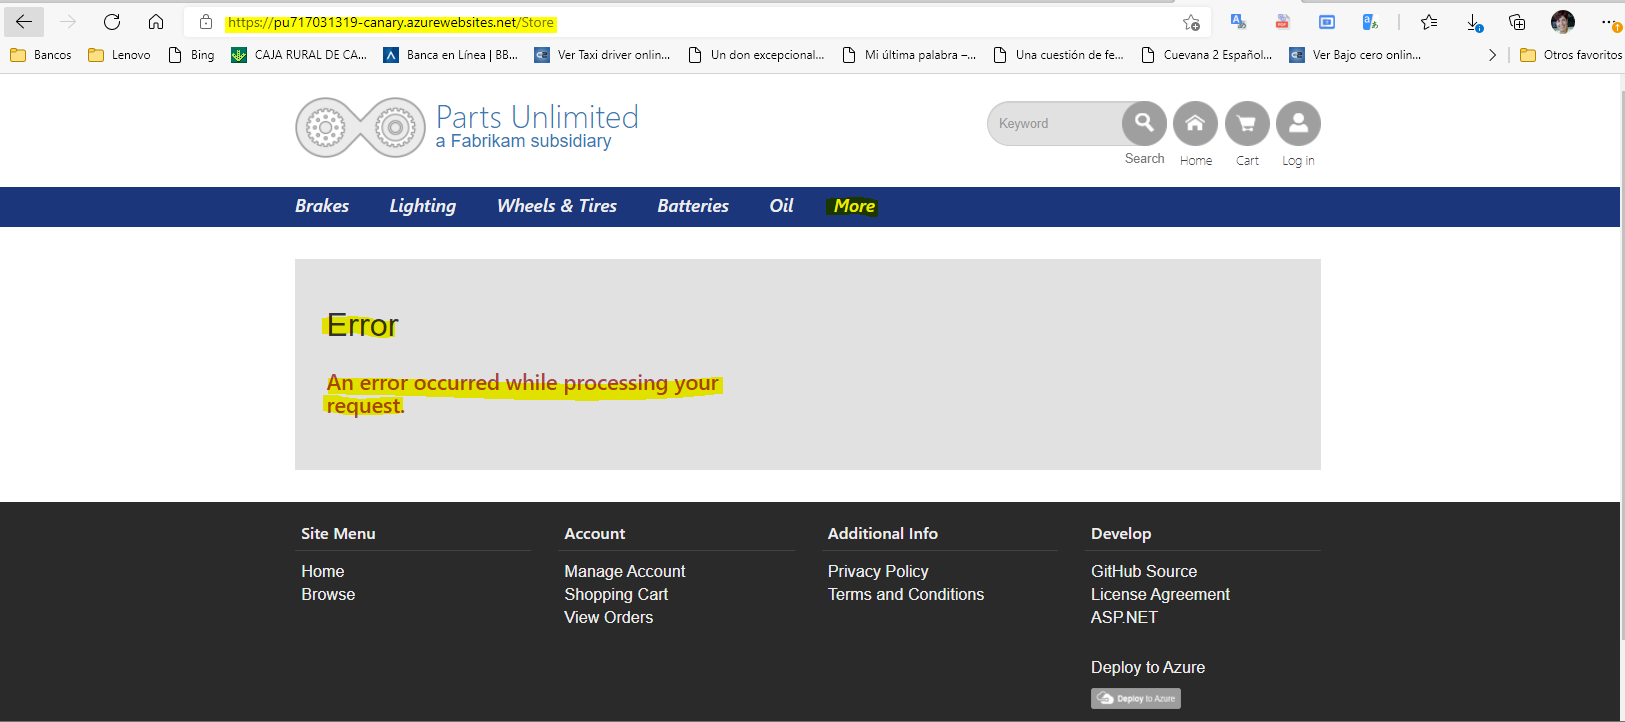 https://pu717031319-canary.azurewebsites.net/Store
Bancos Lenovo Bing CAJA RURAL DE CA... Banca en Línea | BB... Ver Taxi driver onlin... Un don excepcional... Mi última palabra –... Una cuestión de fe... Cuevana 2 Español... Ver Bajo cero onlin... Otros favoritos
Parts Unlimited
a Fabrikam subsidiary
Keyword
Search Home Cart Log in
Brakes Lighting Wheels & Tires Batteries Oil More
Error
An error occurred while processing your
request.
Site Menu Account Additional Info Develop
Home Manage Account Privacy Policy GitHub Source
Browse Shopping Cart Terms and Conditions License Agreement
View Orders ASP.NET
Deploy to Azure
Deploy to Azure